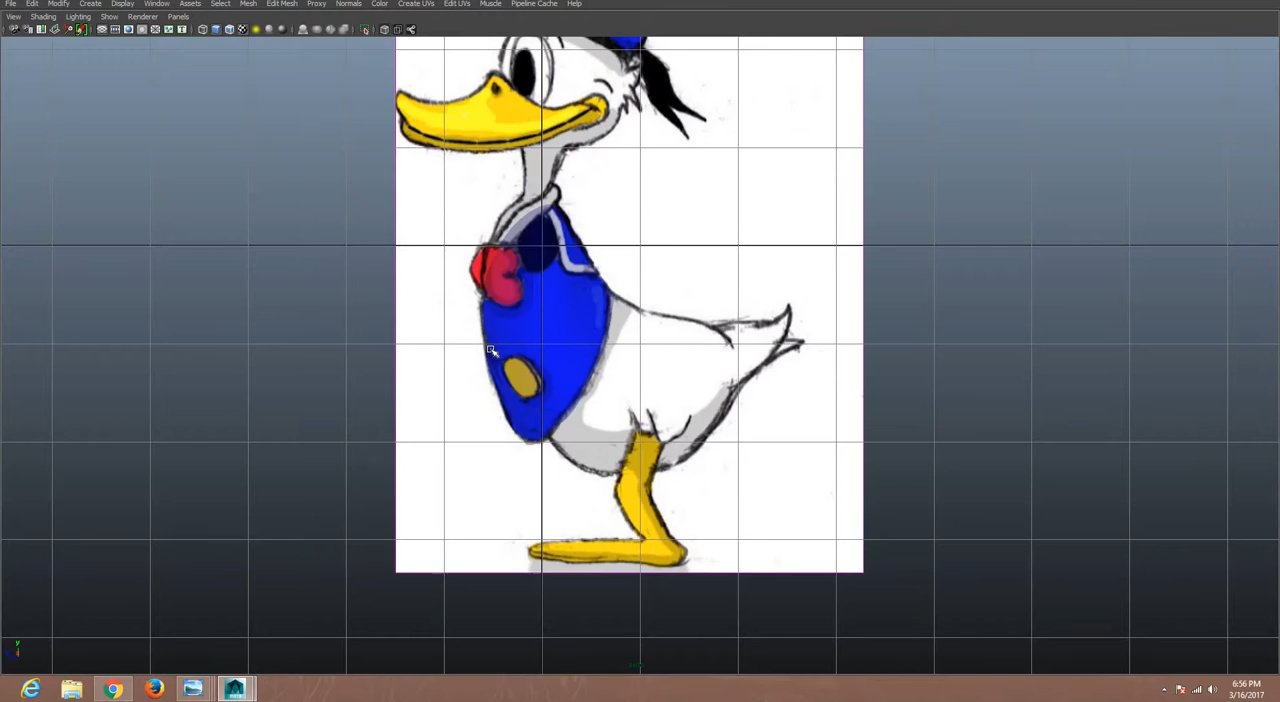 File Edit Modify Create Display Window Assets Select Mesh Edit Mesh Proxy Normals Color Create UVs Edit UVs Muscle Pipeline Cache Help
View Shading Lighting Show Renderer Panels
y
6:56 PM
3/16/2017